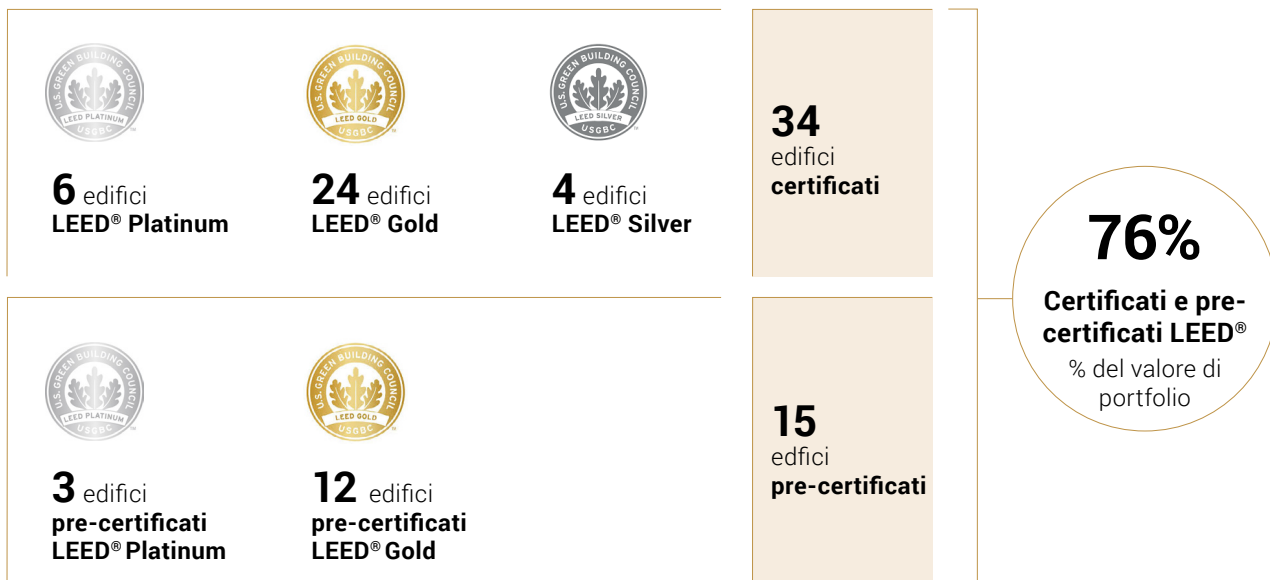 U.S. GREEN BUILDING COUNCIL
LEED PLATINUM
USGBC
6 edifici
LEED® Platinum
U.S. GREEN BUILDING COUNCIL
LEED GOLD
USGBC
24 edifici
LEED® Gold
U.S. GREEN BUILDING COUNCIL
LEED SILVER
USGBC
4 edifici
LEED® Silver
34
edifici
certificati
U.S. GREEN BUILDING COUNCIL
LEED PLATINUM
USGBC
3 edifici
pre-certificati
LEED® Platinum
U.S. GREEN BUILDING COUNCIL
LEED GOLD
USGBC
12 edifici
pre-certificati
LEED® Gold
15
edfici
pre-certificati
76%
Certificati e pre-
certificati LEED®
% del valore di
portfolio